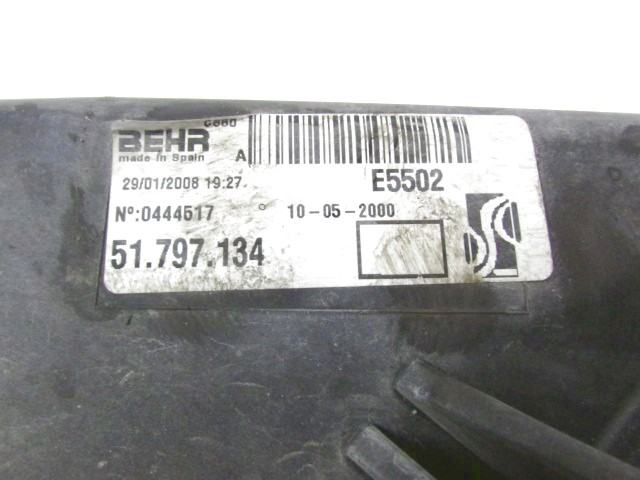 BEHR
made in Spain
A
29/01/2008 19:27
E5502
Nº:0444517
10-05-2000
51.797.134